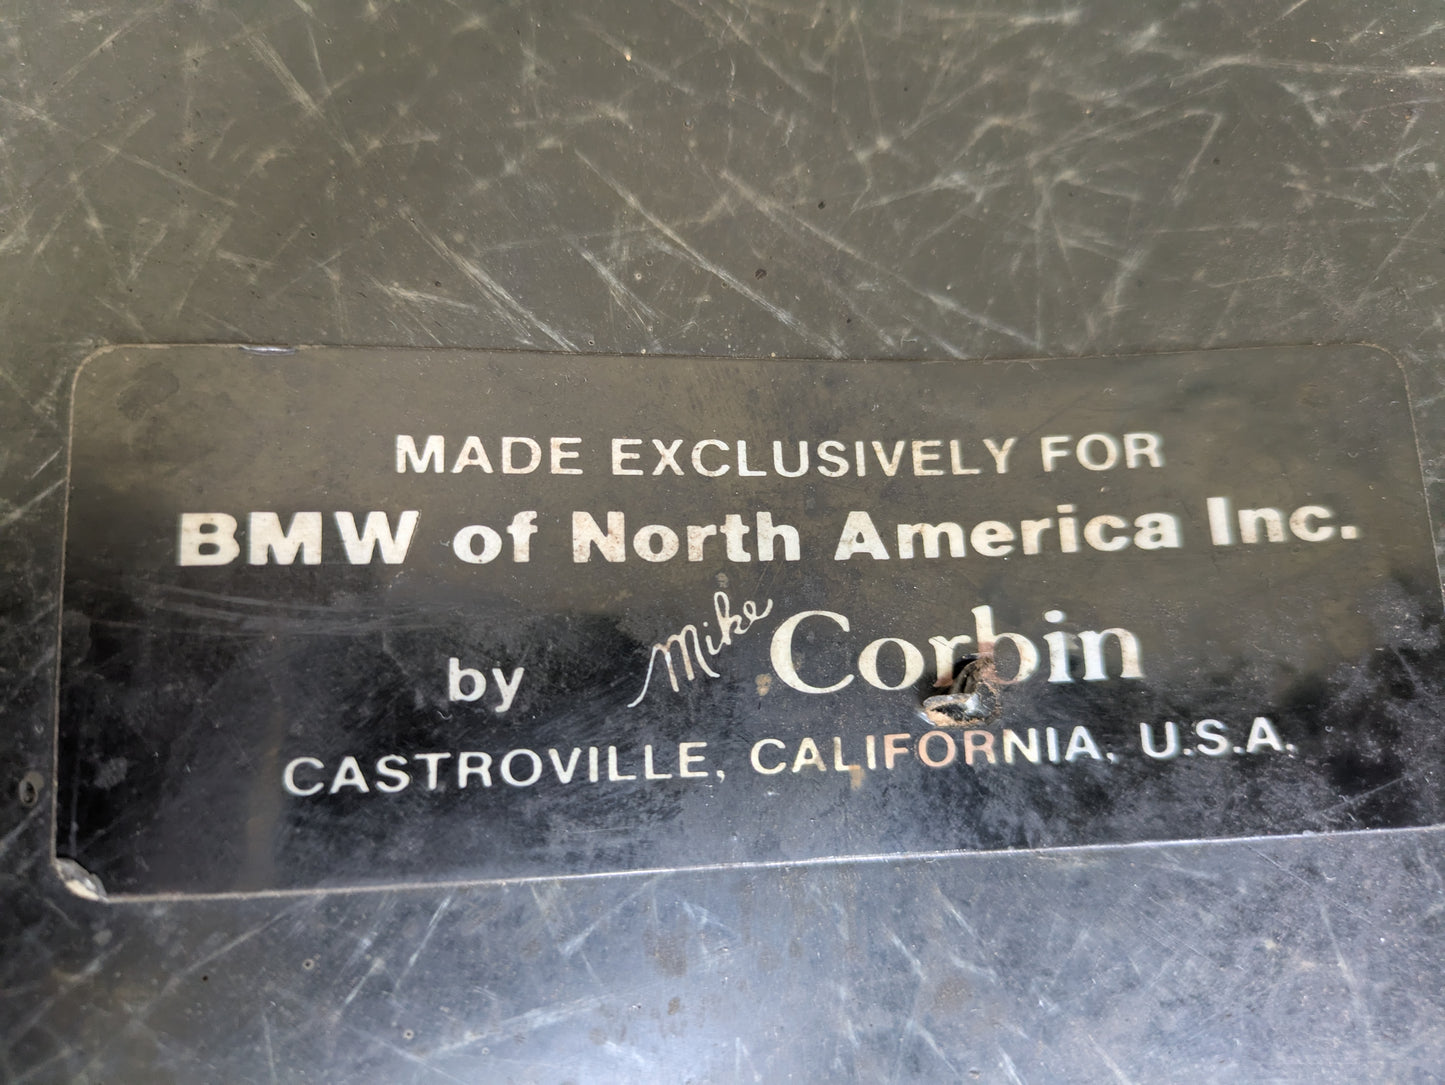 MADE EXCLUSIVELY FOR
BMW of North America Inc.
by Mike Corbin
CASTROVILLE, CALIFORNIA, U.S.A.